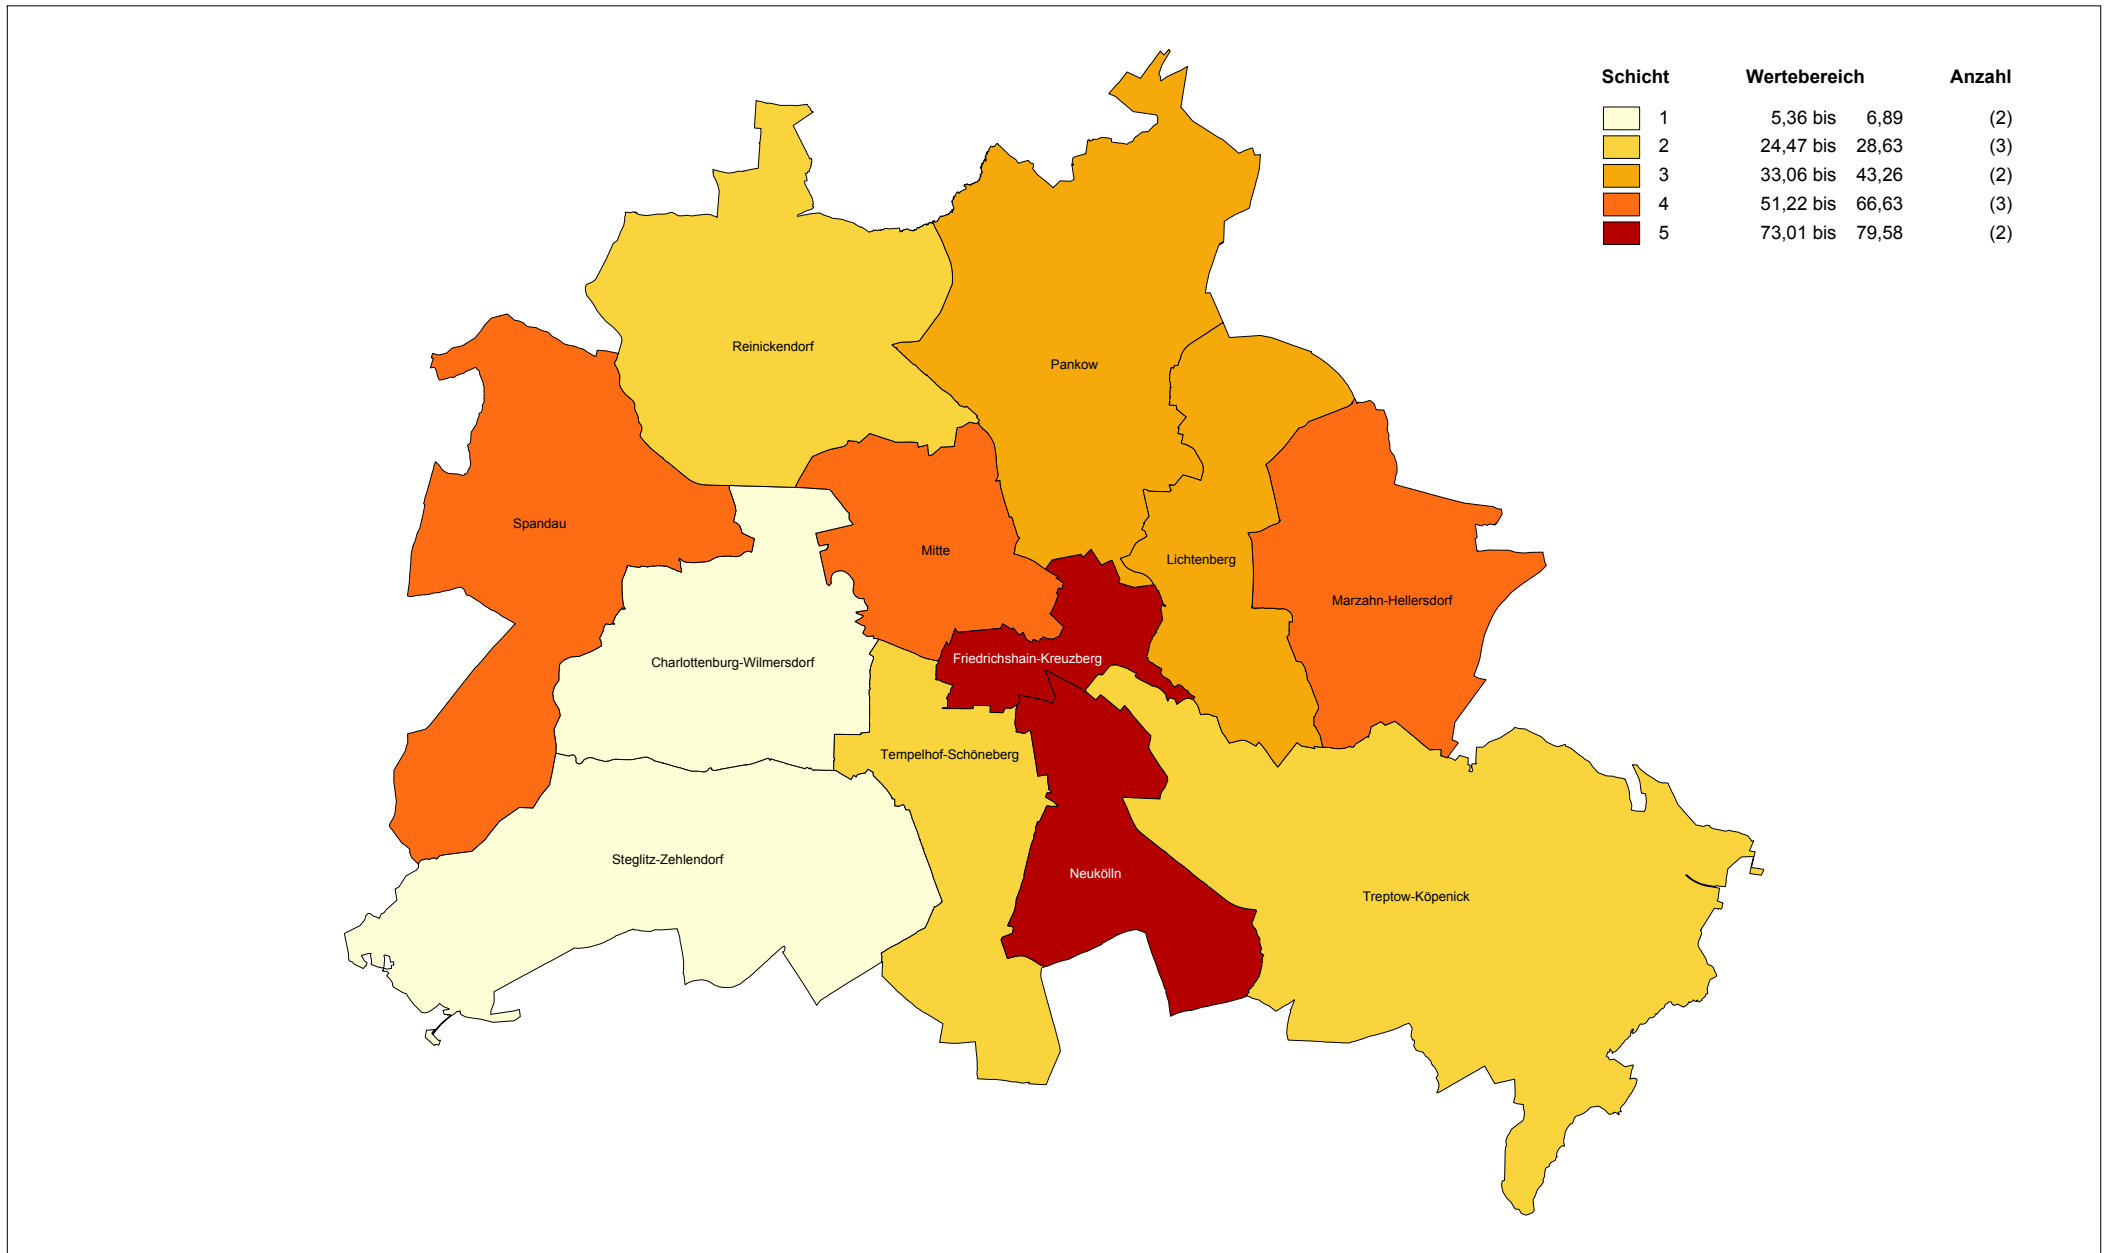 Schicht Wertebereich Anzahl
1 5,36 bis 6,89 (2)
2 24,47 bis 28,63 (3)
3 33,06 bis 43,26 (2)
4 51,22 bis 66,63 (3)
5 73,01 bis 79,58 (2)
Reinickendorf
Pankow
Spandau
Mitte
Lichtenberg
Marzahn-Hellersdorf
Charlottenburg-Wilmersdorf
Friedrichshain-Kreuzberg
Tempelhof-Schöneberg
Steglitz-Zehlendorf
Neukölln
Treptow-Köpenick